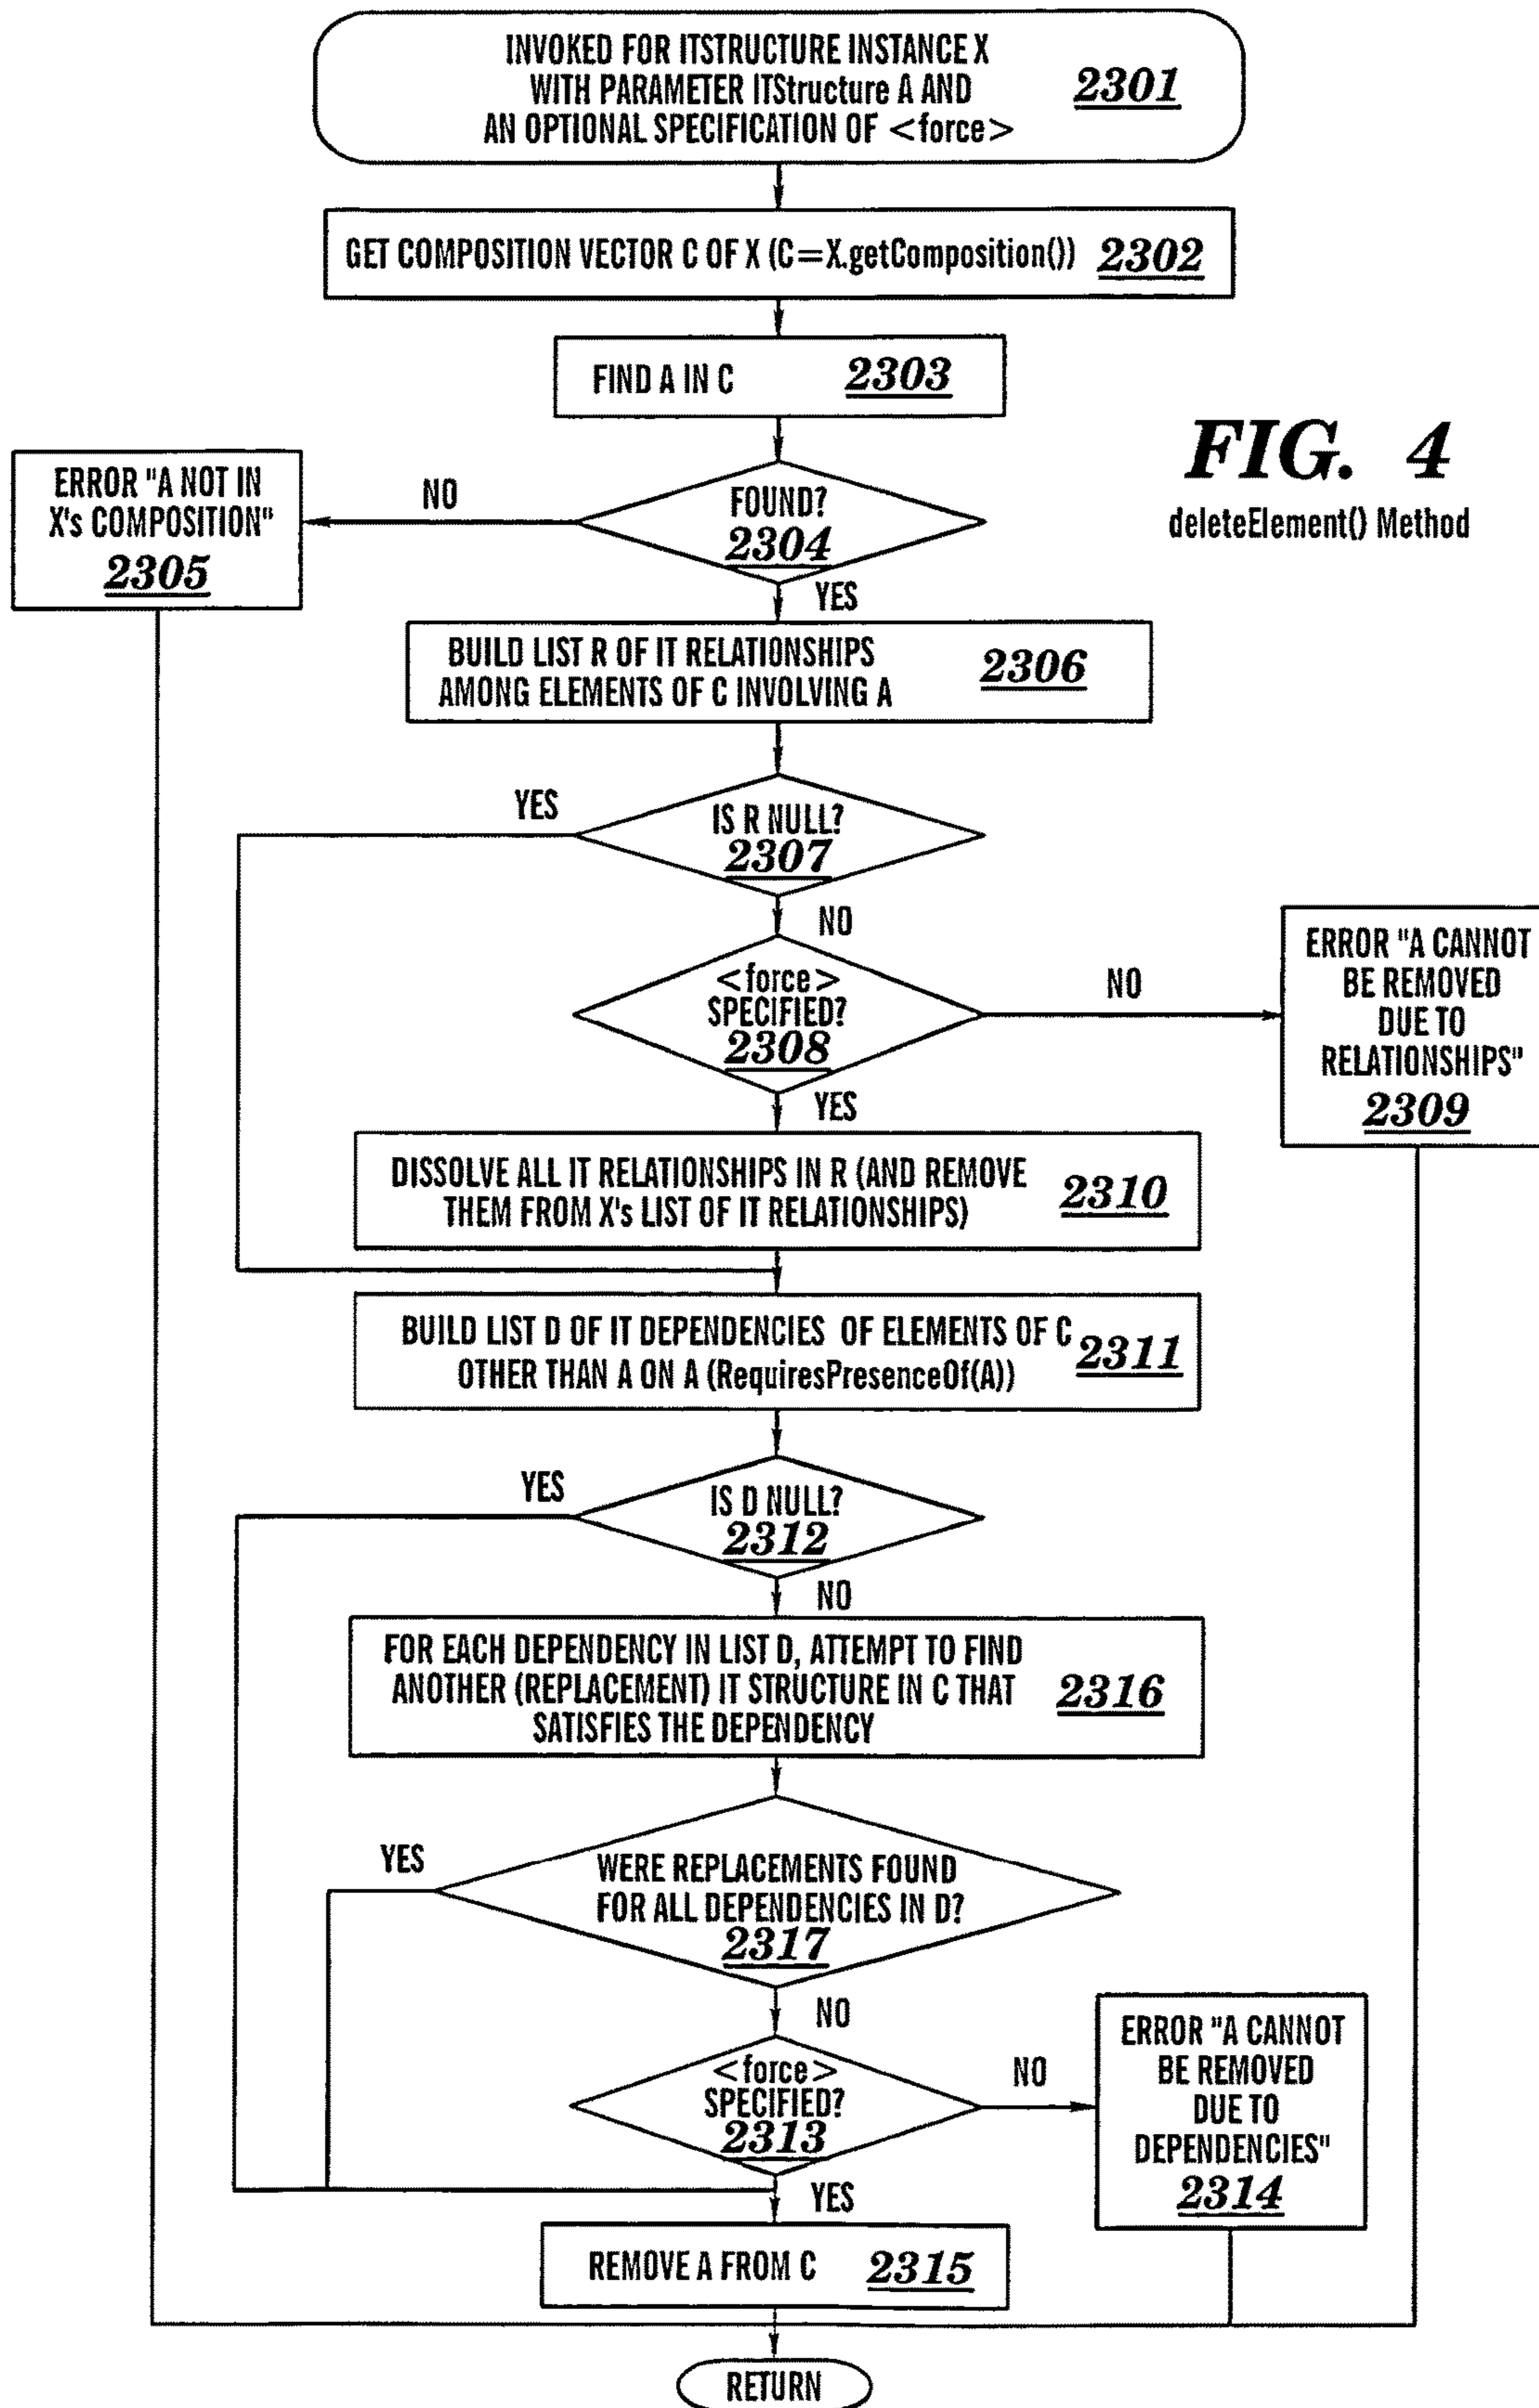 INVOKED FOR ITSTRUCTURE INSTANCE X
WITH PARAMETER ITStructure A AND
AN OPTIONAL SPECIFICATION OF <force>
2301
GET COMPOSITION VECTOR C OF X (C=X.getComposition()) 2302
FIND A IN C 2303
FIG. 4
deleteElement() Method
FOUND?
2304
NO
ERROR "A NOT IN
X's COMPOSITION"
2305
YES
BUILD LIST R OF IT RELATIONSHIPS
AMONG ELEMENTS OF C INVOLVING A
2306
IS R NULL?
2307
YES
NO
<force>
SPECIFIED?
2308
NO
ERROR "A CANNOT
BE REMOVED
DUE TO
RELATIONSHIPS"
2309
YES
DISSOLVE ALL IT RELATIONSHIPS IN R (AND REMOVE
THEM FROM X's LIST OF IT RELATIONSHIPS)
2310
BUILD LIST D OF IT DEPENDENCIES OF ELEMENTS OF C
OTHER THAN A ON A (RequiresPresenceOf(A))
2311
IS D NULL?
2312
YES
NO
FOR EACH DEPENDENCY IN LIST D, ATTEMPT TO FIND
ANOTHER (REPLACEMENT) IT STRUCTURE IN C THAT
SATISFIES THE DEPENDENCY
2316
WERE REPLACEMENTS FOUND
FOR ALL DEPENDENCIES IN D?
2317
YES
NO
<force>
SPECIFIED?
2313
NO
ERROR "A CANNOT
BE REMOVED
DUE TO
DEPENDENCIES"
2314
YES
REMOVE A FROM C 2315
RETURN